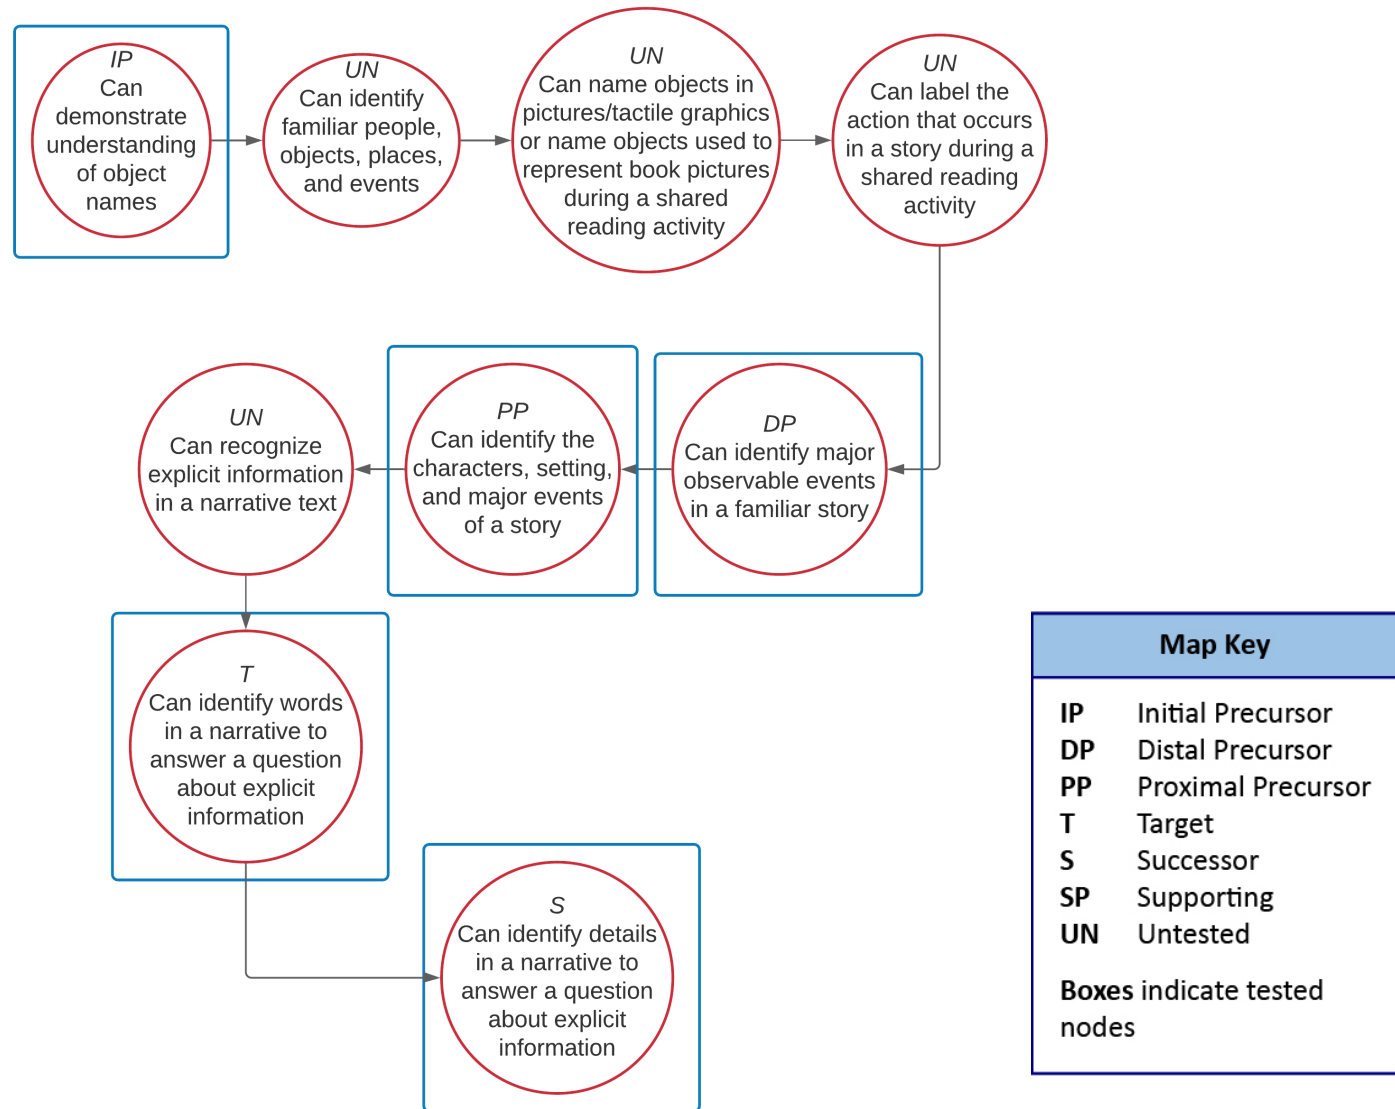 IP
Can
demonstrate
understanding
of object
names
UN
Can identify
familiar people,
objects, places,
and events
UN
Can name objects in
pictures/tactile graphics
or name objects used to
represent book pictures
during a shared
reading activity
UN
Can label the
action that occurs
in a story during a
shared reading
activity
DP
Can identify major
observable events
in a familiar story
PP
Can identify the
characters, setting,
and major events
of a story
UN
Can recognize
explicit information
in a narrative text
T
Can identify words
in a narrative to
answer a question
about explicit
information
S
Can identify details
in a narrative to
answer a question
about explicit
information
Map Key
IP Initial Precursor
DP Distal Precursor
PP Proximal Precursor
T Target
S Successor
SP Supporting
UN Untested
Boxes indicate tested
nodes